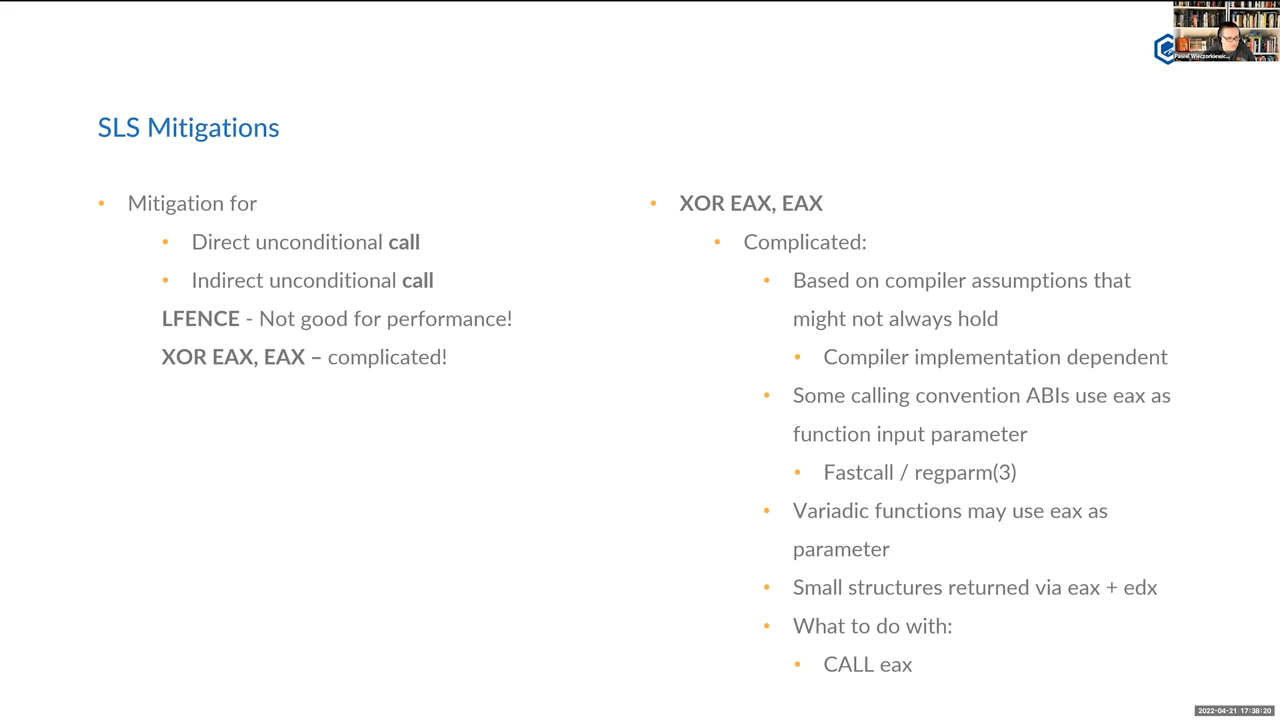 SLS Mitigations
• Mitigation for
• Direct unconditional call
• Indirect unconditional call
LFENCE - Not good for performance!
XOR EAX, EAX – complicated!
• XOR EAX, EAX
• Complicated:
• Based on compiler assumptions that
might not always hold
• Compiler implementation dependent
• Some calling convention ABIs use eax as
function input parameter
• Fastcall / regparm(3)
• Variadic functions may use eax as
parameter
• Small structures returned via eax + edx
• What to do with:
• CALL eax
Pawel Wieczorkiewic...
2022-04-21 17:38:20